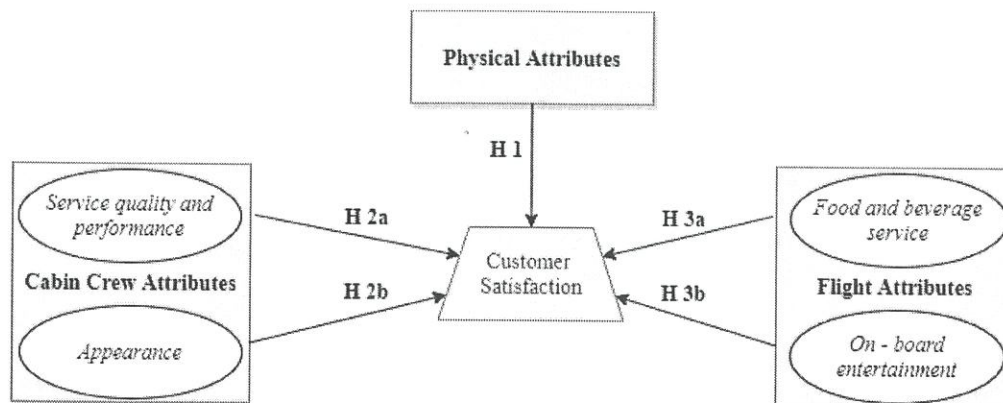 Physical Attributes
H 1
Service quality and
performance
Cabin Crew Attributes
Appearance
H 2a
H 2b
Customer
Satisfaction
H 3a
H 3b
Food and beverage
service
Flight Attributes
On - board
entertainment